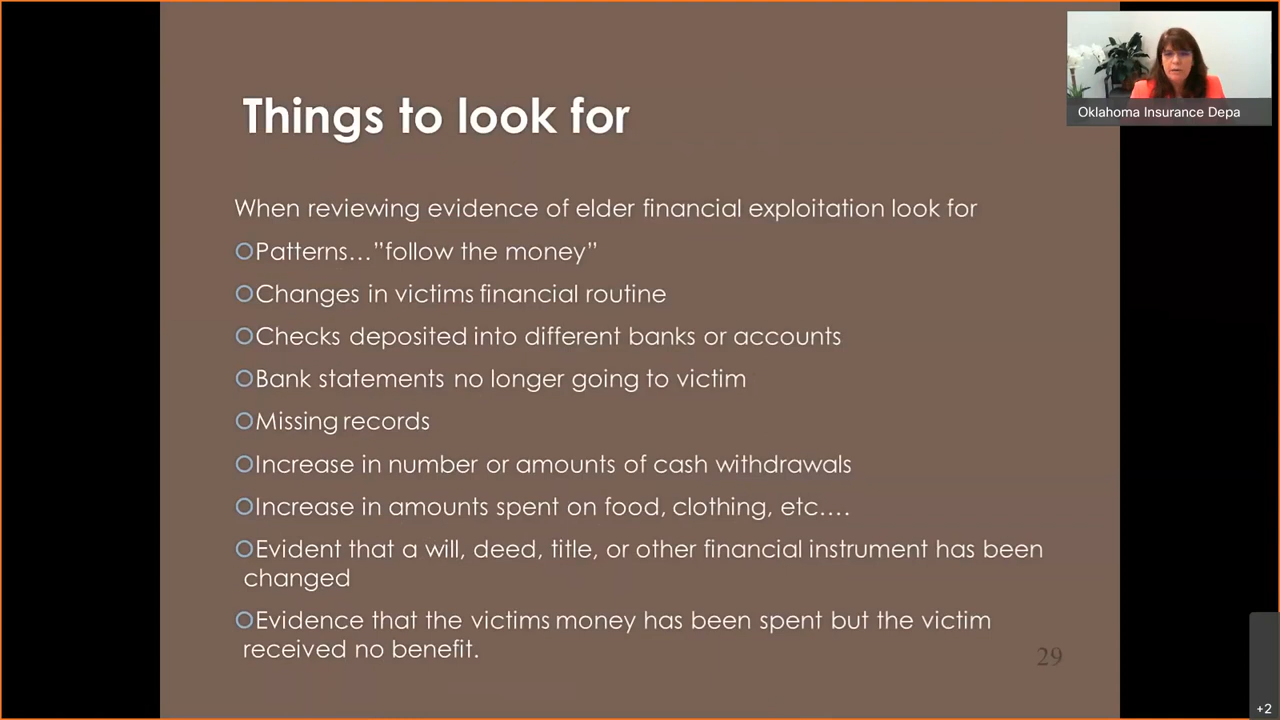 Things to look for
Oklahoma Insurance Depa
When reviewing evidence of elder financial exploitation look for
Patterns…”follow the money”
Changes in victims financial routine
Checks deposited into different banks or accounts
Bank statements no longer going to victim
Missing records
Increase in number or amounts of cash withdrawals
Increase in amounts spent on food, clothing, etc….
Evident that a will, deed, title, or other financial instrument has been
changed
Evidence that the victims money has been spent but the victim
received no benefit.
29
+2